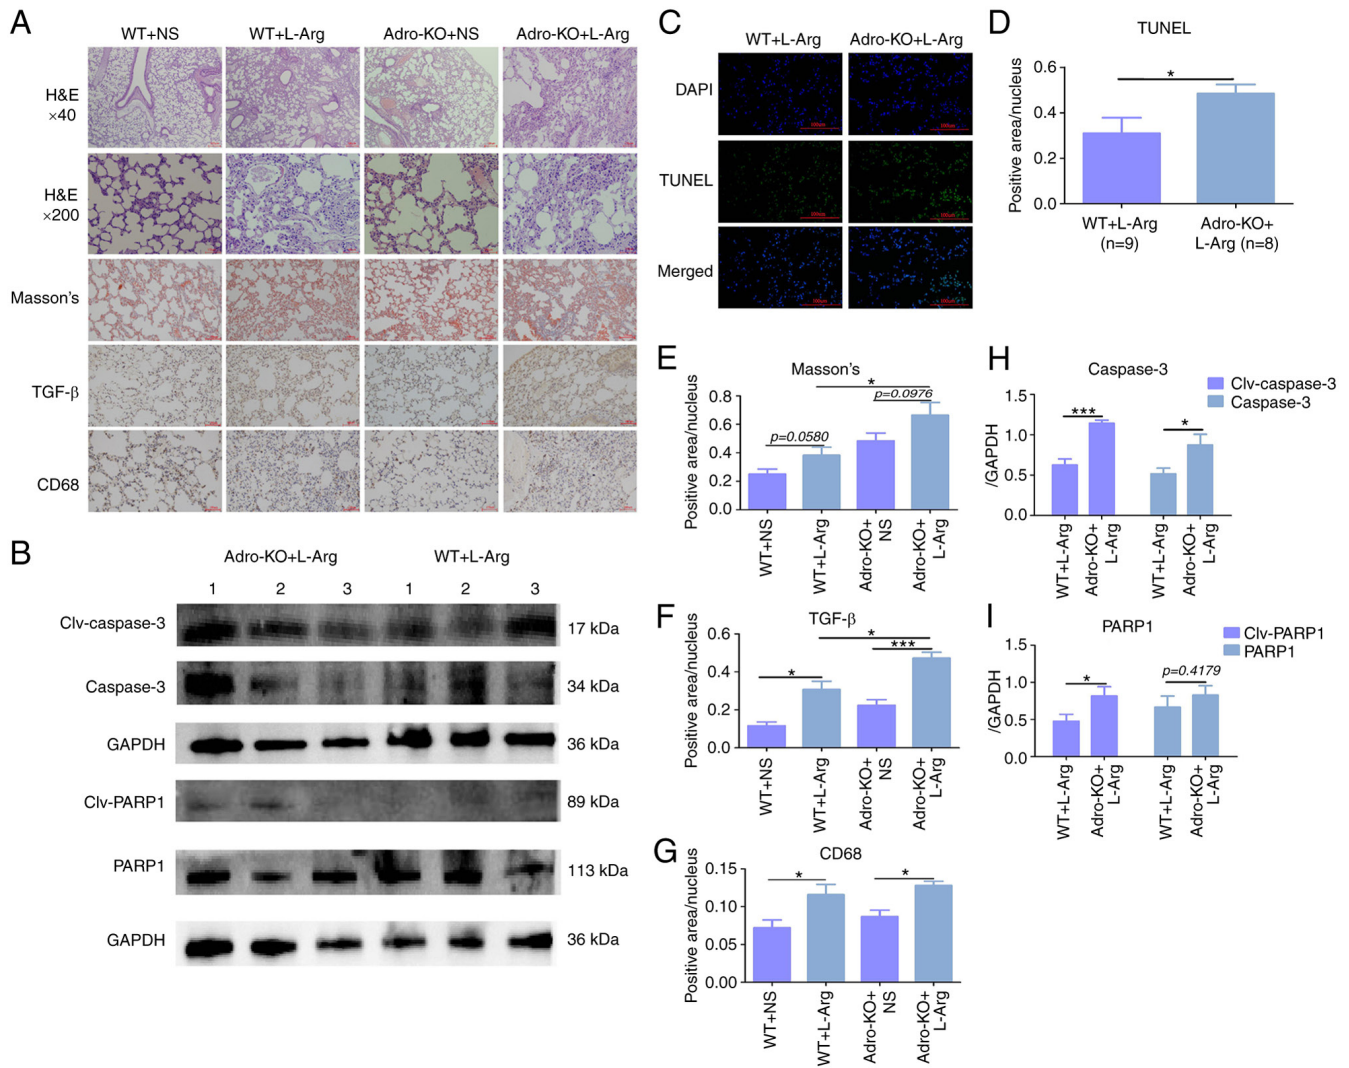 A
WT+NS WT+L-Arg Adro-KO+NS Adro-KO+L-Arg
H&E
×40
H&E
×200
Masson's
TGF-β
CD68
B
Adro-KO+L-Arg WT+L-Arg
1 2 3 1 2 3
Clv-caspase-3 17 kDa
Caspase-3 34 kDa
GAPDH 36 kDa
Clv-PARP1 89 kDa
PARP1 113 kDa
GAPDH 36 kDa
C
WT+L-Arg Adro-KO+L-Arg
DAPI
TUNEL
Merged
100μm 100μm
100μm 100μm
100μm 100μm
D
TUNEL
Positive area/nucleus
0.6
0.4
0.2
0.0
*
WT+L-Arg
(n=9)
Adro-KO+
L-Arg (n=8)
E
Masson's
Positive area/nucleus
0.8
0.6
0.4
0.2
0.0
*
p=0.0976
p=0.0580
WT+NS
WT+L-Arg
Adro-KO+
NS
Adro-KO+
L-Arg
F
TGF-β
Positive area/nucleus
0.6
0.4
0.2
0.0
*
***
*
WT+NS
WT+L-Arg
Adro-KO+
NS
Adro-KO+
L-Arg
G
CD68
Positive area/nucleus
0.15
0.10
0.05
0.00
* *
WT+NS
WT+L-Arg
Adro-KO+
NS
Adro-KO+
L-Arg
H
Caspase-3
Clv-caspase-3
Caspase-3
/GAPDH
1.5
1.0
0.5
0.0
*** *
WT+L-Arg
Adro-KO+
L-Arg
WT+L-Arg
Adro-KO+
L-Arg
I
PARP1
Clv-PARP1
PARP1
/GAPDH
1.5
1.0
0.5
0.0
* p=0.4179
WT+L-Arg
Adro-KO+
L-Arg
WT+L-Arg
Adro-KO+
L-Arg